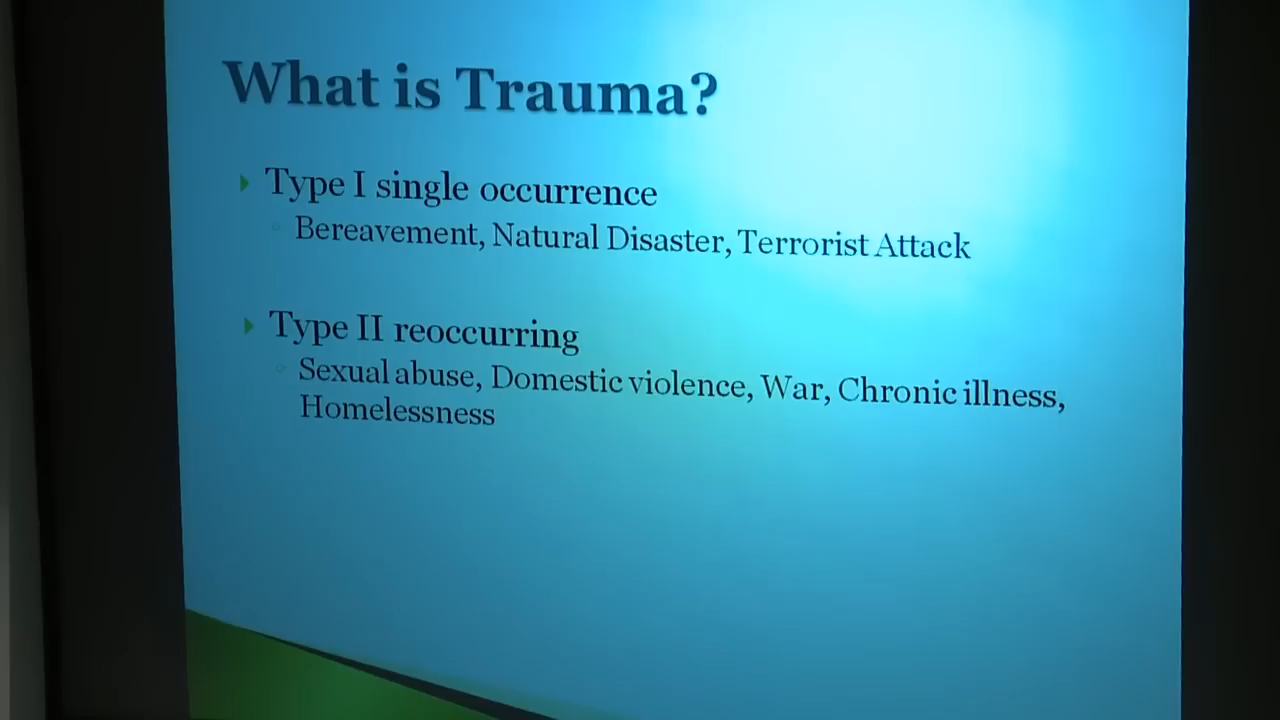 What is Trauma?
Type I single occurrence
Bereavement, Natural Disaster, Terrorist Attack
Type II reoccurring
Sexual abuse, Domestic violence, War, Chronic illness,
Homelessness